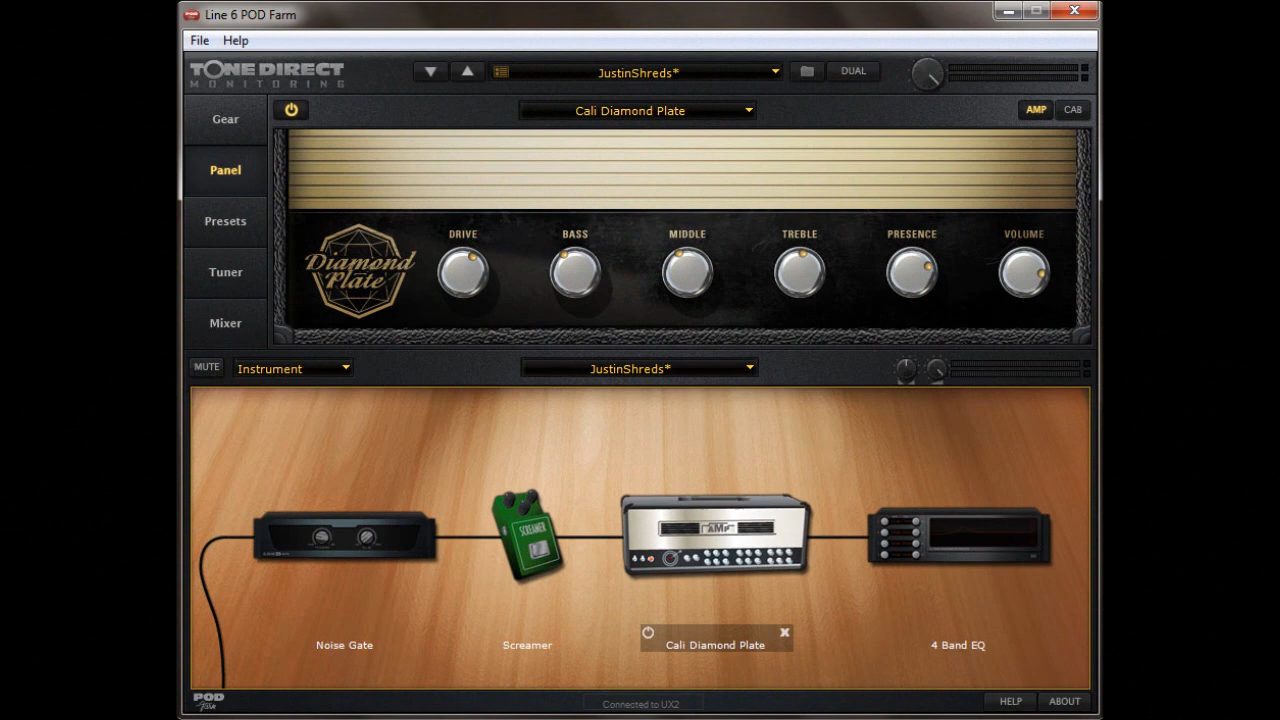 Line 6 POD Farm
File Help
TONE DIRECT
MONITORING
JustinShreds*
DUAL
Gear
Cali Diamond Plate
AMP CAB
Panel
Presets
Tuner
Mixer
Diamond
Plate
DRIVE BASS MIDDLE TREBLE PRESENCE VOLUME
MUTE Instrument JustinShreds*
SCREAMER
AMP
Noise Gate Screamer Cali Diamond Plate 4 Band EQ
POD
Farm
Connected to UX2
HELP ABOUT